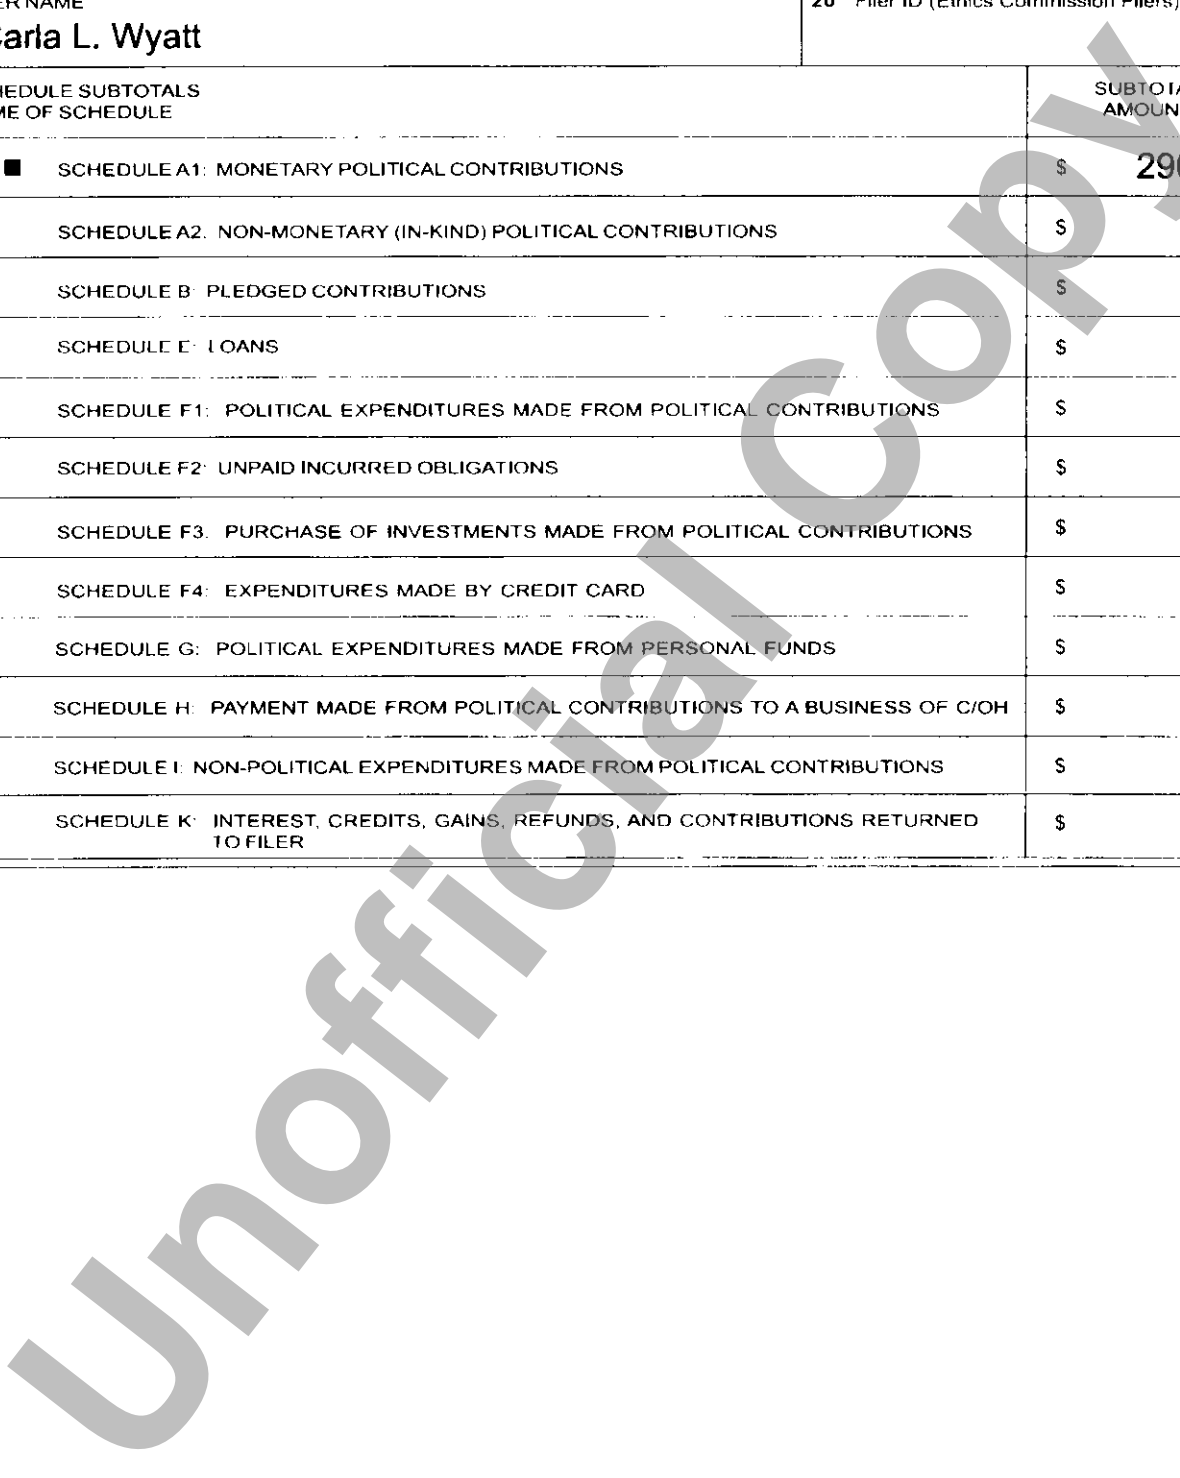 ER NAME
20 Filer ID (Ethics Commission Filers)
Carla L. Wyatt
HEDULE SUBTOTALS
ME OF SCHEDULE
SUBTOTA
AMOUN
■ SCHEDULE A1: MONETARY POLITICAL CONTRIBUTIONS $ 290
SCHEDULE A2. NON-MONETARY (IN-KIND) POLITICAL CONTRIBUTIONS $
SCHEDULE B: PLEDGED CONTRIBUTIONS $
SCHEDULE E: LOANS $
SCHEDULE F1: POLITICAL EXPENDITURES MADE FROM POLITICAL CONTRIBUTIONS $
SCHEDULE F2: UNPAID INCURRED OBLIGATIONS $
SCHEDULE F3. PURCHASE OF INVESTMENTS MADE FROM POLITICAL CONTRIBUTIONS $
SCHEDULE F4: EXPENDITURES MADE BY CREDIT CARD $
SCHEDULE G: POLITICAL EXPENDITURES MADE FROM PERSONAL FUNDS $
SCHEDULE H: PAYMENT MADE FROM POLITICAL CONTRIBUTIONS TO A BUSINESS OF C/OH $
SCHEDULE I: NON-POLITICAL EXPENDITURES MADE FROM POLITICAL CONTRIBUTIONS $
SCHEDULE K: INTEREST, CREDITS, GAINS, REFUNDS, AND CONTRIBUTIONS RETURNED $
TO FILER
Unofficial Copy